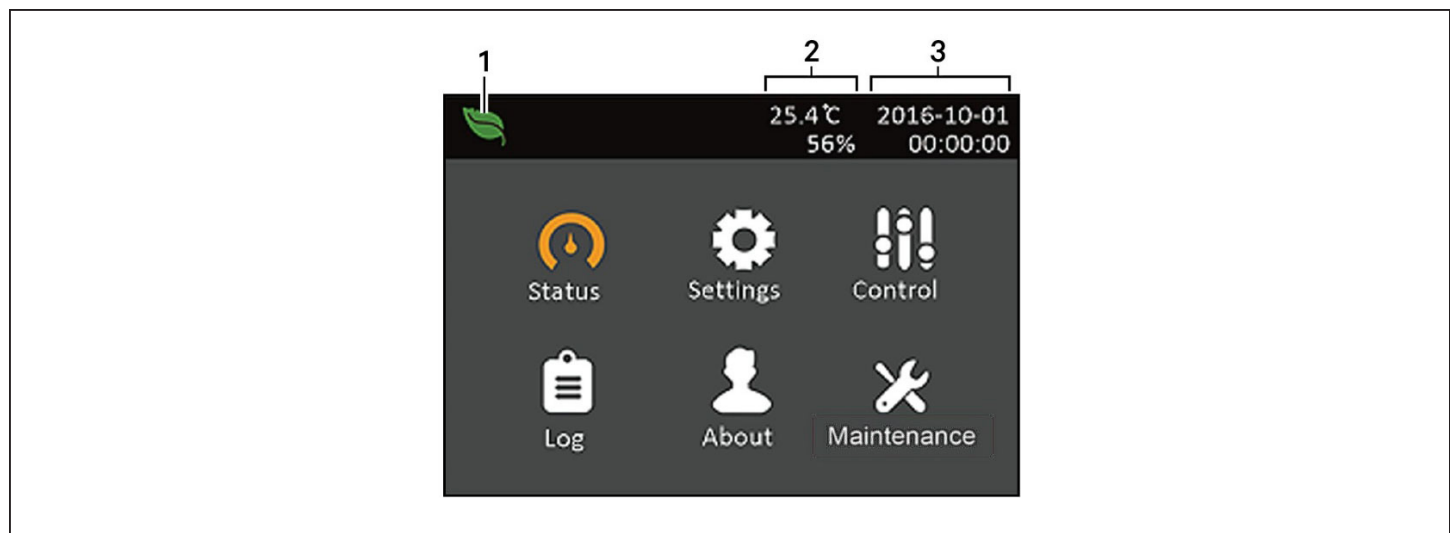 1 2 3
25.4℃ 2016-10-01
56% 00:00:00
Status Settings Control
Log About Maintenance